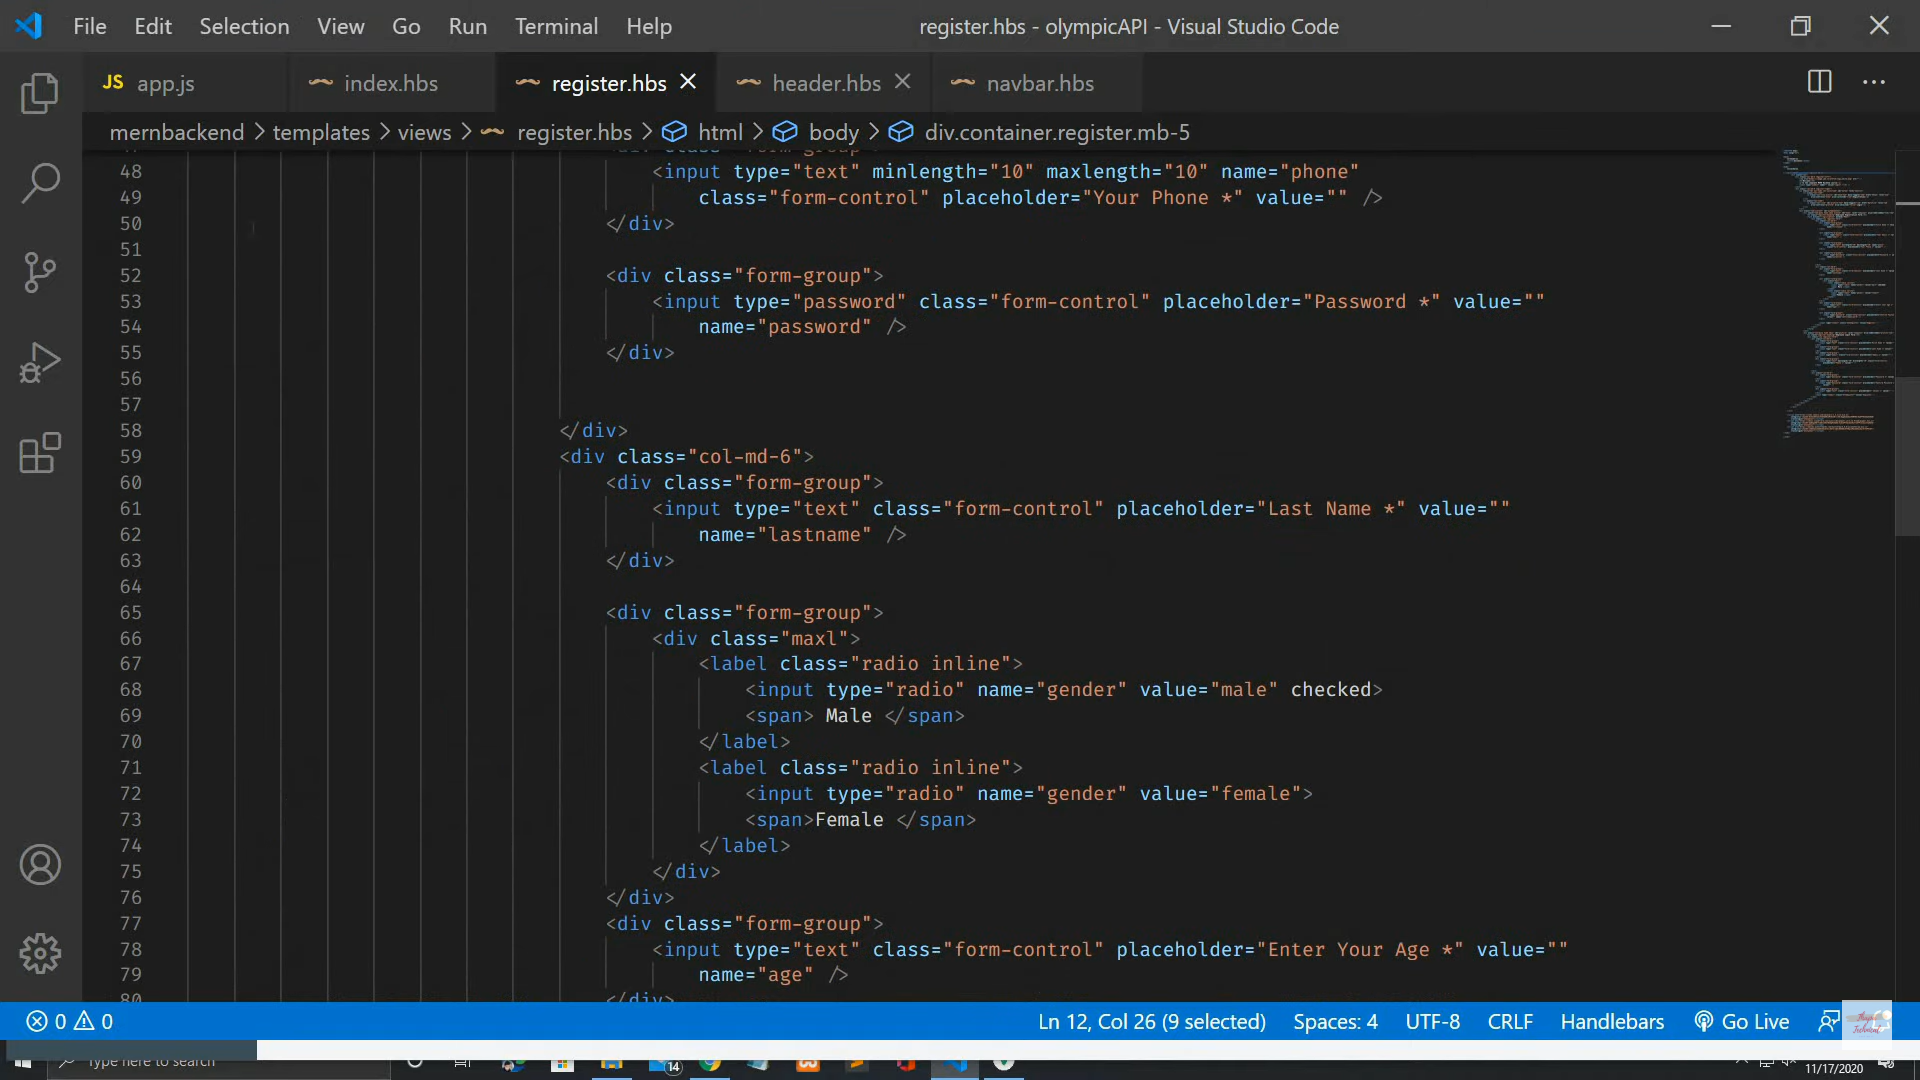 File Edit Selection View Go Run Terminal Help register.hbs - olympicAPI - Visual Studio Code
JS app.js index.hbs register.hbs header.hbs navbar.hbs
mernbackend > templates > views > register.hbs > html > body > div.container.register.mb-5
48 <input type="text" minlength="10" maxlength="10" name="phone"
49 class="form-control" placeholder="Your Phone *" value="" />
50 </div>
51
52 <div class="form-group">
53 <input type="password" class="form-control" placeholder="Password *" value=""
54 name="password" />
55 </div>
56
57
58 </div>
59 <div class="col-md-6">
60 <div class="form-group">
61 <input type="text" class="form-control" placeholder="Last Name *" value=""
62 name="lastname" />
63 </div>
64
65 <div class="form-group">
66 <div class="maxl">
67 <label class="radio inline">
68 <input type="radio" name="gender" value="male" checked>
69 <span> Male </span>
70 </label>
71 <label class="radio inline">
72 <input type="radio" name="gender" value="female">
73 <span>Female </span>
74 </label>
75 </div>
76 </div>
77 <div class="form-group">
78 <input type="text" class="form-control" placeholder="Enter Your Age *" value=""
79 name="age" />
80 </div>
0 0 Ln 12, Col 26 (9 selected) Spaces: 4 UTF-8 CRLF Handlebars Go Live
Type here to search 14 11/17/2020